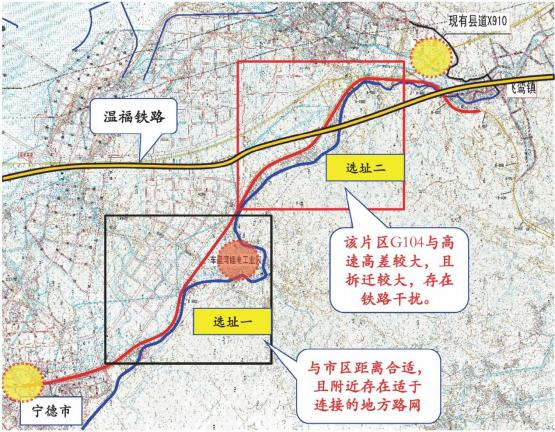 现有县道X910
飞鸾镇
温福铁路
选址二
该片区G104与高
速高差较大，且
拆迁较大，存在
铁路干扰。
选址一
与市区距离合适，
且附近存在适于
连接的地方路网
宁德市